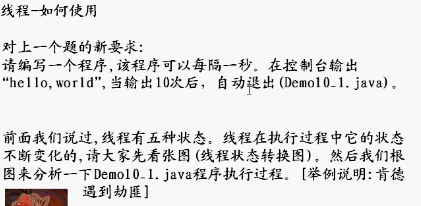 线程—如何使用
对上一个题的新要求:
请编写一个程序,该程序可以每隔一秒。在控制台输出
“hello,world”,当输出10次后，自动退出(Demo10_1.java)。
前面我们说过,线程有五种状态。线程在执行过程中它的状态
不断变化的,请大家先看张图(线程状态转换图)。然后我们根
图来分析一下Demo10_1.java程序执行过程。[举例说明:肯德
遇到劫匪]